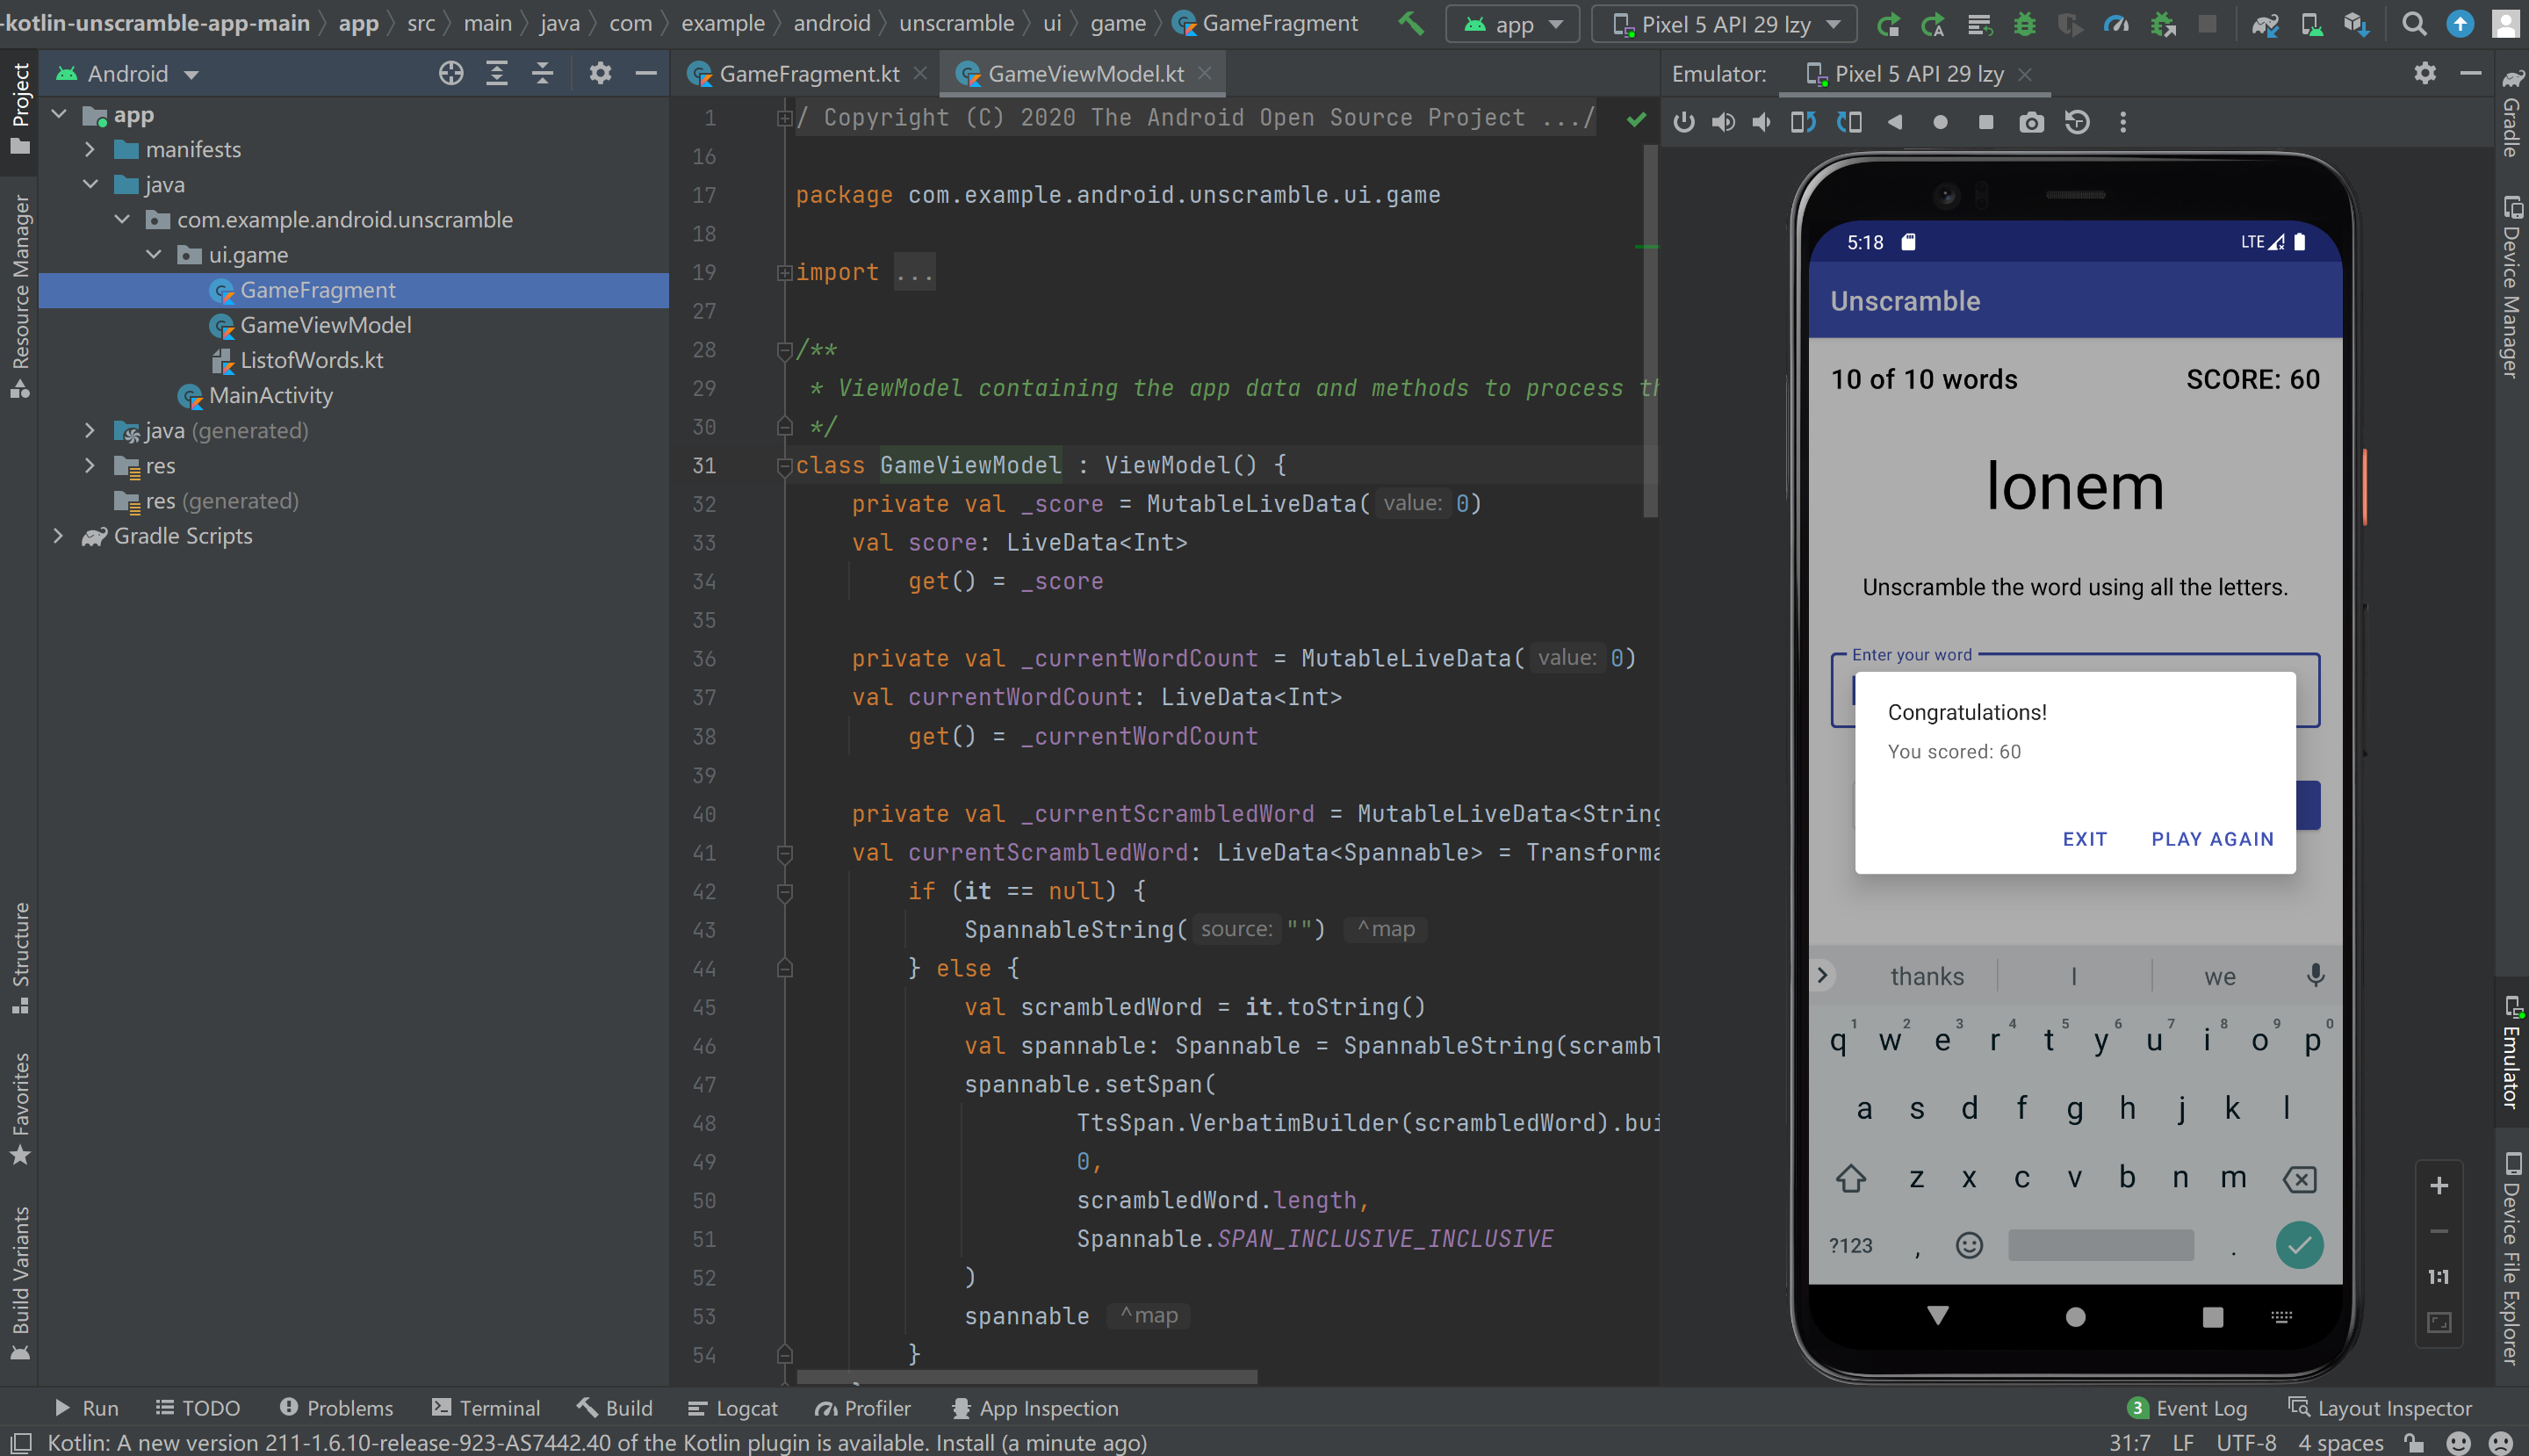 -kotlin-unscramble-app-main
app
src
main
java
com
example
android
unscramble
ui
game
GameFragment
app
Pixel 5 API 29 lzy
Project
Resource Manager
Structure
Favorites
Build Variants
Android
app
manifests
java
com.example.android.unscramble
ui.game
GameFragment
GameViewModel
ListofWords.kt
MainActivity
java (generated)
res
res (generated)
Gradle Scripts
GameFragment.kt
GameViewModel.kt
1 / Copyright (C) 2020 The Android Open Source Project .../
16
17 package com.example.android.unscramble.ui.game
18
19 import ...
27
28 /**
29 * ViewModel containing the app data and methods to process th
30 */
31 class GameViewModel : ViewModel() {
32 private val _score = MutableLiveData( value: 0)
33 val score: LiveData<Int>
34 get() = _score
35
36 private val _currentWordCount = MutableLiveData( value: 0)
37 val currentWordCount: LiveData<Int>
38 get() = _currentWordCount
39
40 private val _currentScrambledWord = MutableLiveData<String
41 val currentScrambledWord: LiveData<Spannable> = Transforma
42 if (it == null) {
43 SpannableString( source: "") ^map
44 } else {
45 val scrambledWord = it.toString()
46 val spannable: Spannable = SpannableString(scrambl
47 spannable.setSpan(
48 TtsSpan.VerbatimBuilder(scrambledWord).bui
49 0,
50 scrambledWord.length,
51 Spannable.SPAN_INCLUSIVE_INCLUSIVE
52 )
53 spannable ^map
54 }
Emulator:
Pixel 5 API 29 lzy
5:18
LTE
Unscramble
10 of 10 words
SCORE: 60
lonem
Unscramble the word using all the letters.
Enter your word
Congratulations!
You scored: 60
EXIT
PLAY AGAIN
thanks
I
we
1 2 3 4 5 6 7 8 9 0
q w e r t y u i o p
a s d f g h j k l
z x c v b n m
?123 , .
1:1
Gradle
Device Manager
Emulator
Device File Explorer
Run
TODO
Problems
Terminal
Build
Logcat
Profiler
App Inspection
3 Event Log
Layout Inspector
Kotlin: A new version 211-1.6.10-release-923-AS7442.40 of the Kotlin plugin is available. Install (a minute ago)
31:7
LF
UTF-8
4 spaces